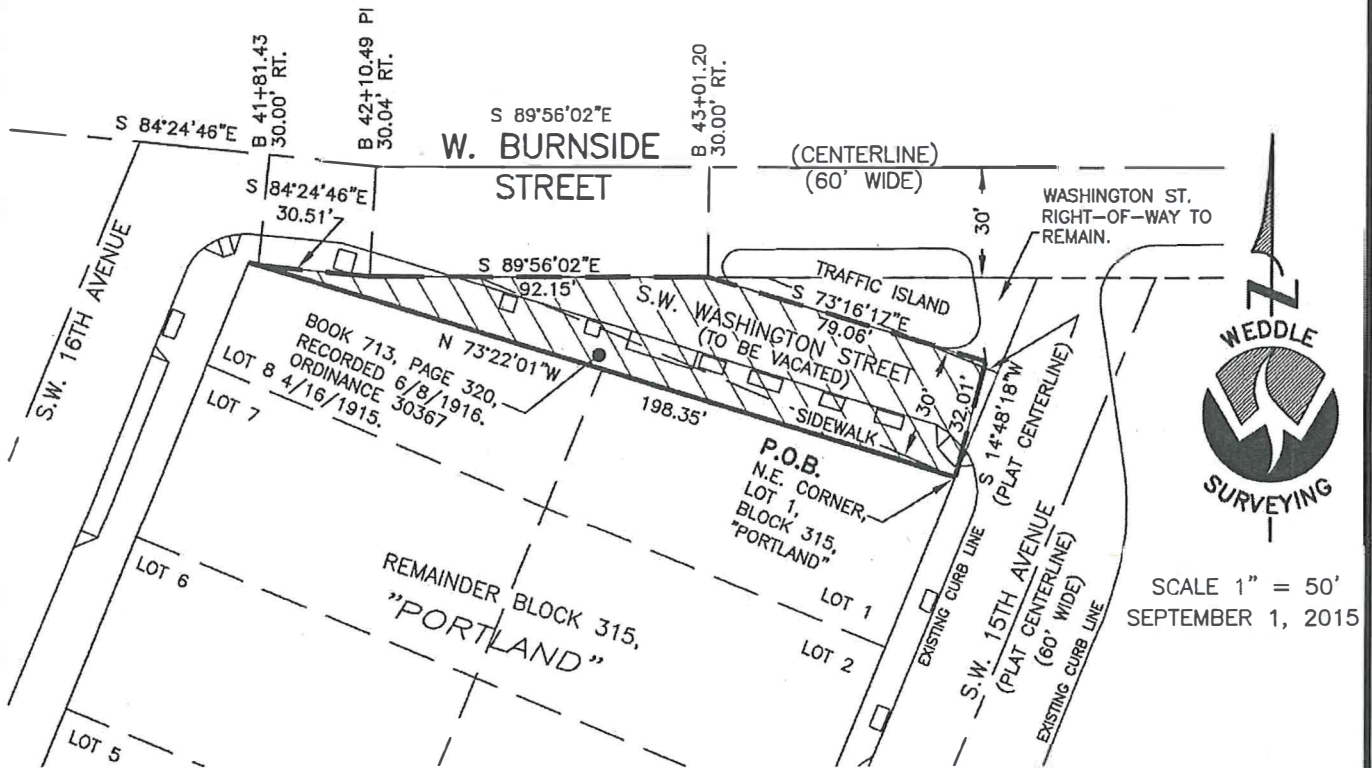 B 41+81.43
30.00' RT.
B 42+10.49 PI
30.04' RT.
B 43+01.20
30.00' RT.
S 84°24'46"E
S 89°56'02"E
W. BURNSIDE
STREET
(CENTERLINE)
(60' WIDE)
S 84°24'46"E
30.51'
30'
WASHINGTON ST.
RIGHT-OF-WAY TO
REMAIN.
S.W. 16TH AVENUE
S 89°56'02"E
92.15'
TRAFFIC ISLAND
S 73°16'17"E
79.06'
S.W. WASHINGTON STREET
(TO BE VACATED)
BOOK 713, PAGE 320,
RECORDED 6/8/1916.
ORDINANCE 30367
4/16/1915.
N 73°22'01"W
198.35'
SIDEWALK
30'
32.01'
S 14°48'18"W
(PLAT CENTERLINE)
LOT 8
LOT 7
P.O.B.
N.E. CORNER,
LOT 1,
BLOCK 315,
"PORTLAND"
N
WEDDLE
SURVEYING
SCALE 1" = 50'
SEPTEMBER 1, 2015
LOT 6
REMAINDER BLOCK 315,
"PORTLAND"
LOT 1
LOT 2
EXISTING CURB LINE
S.W. 15TH AVENUE
(PLAT CENTERLINE)
(60' WIDE)
EXISTING CURB LINE
LOT 5